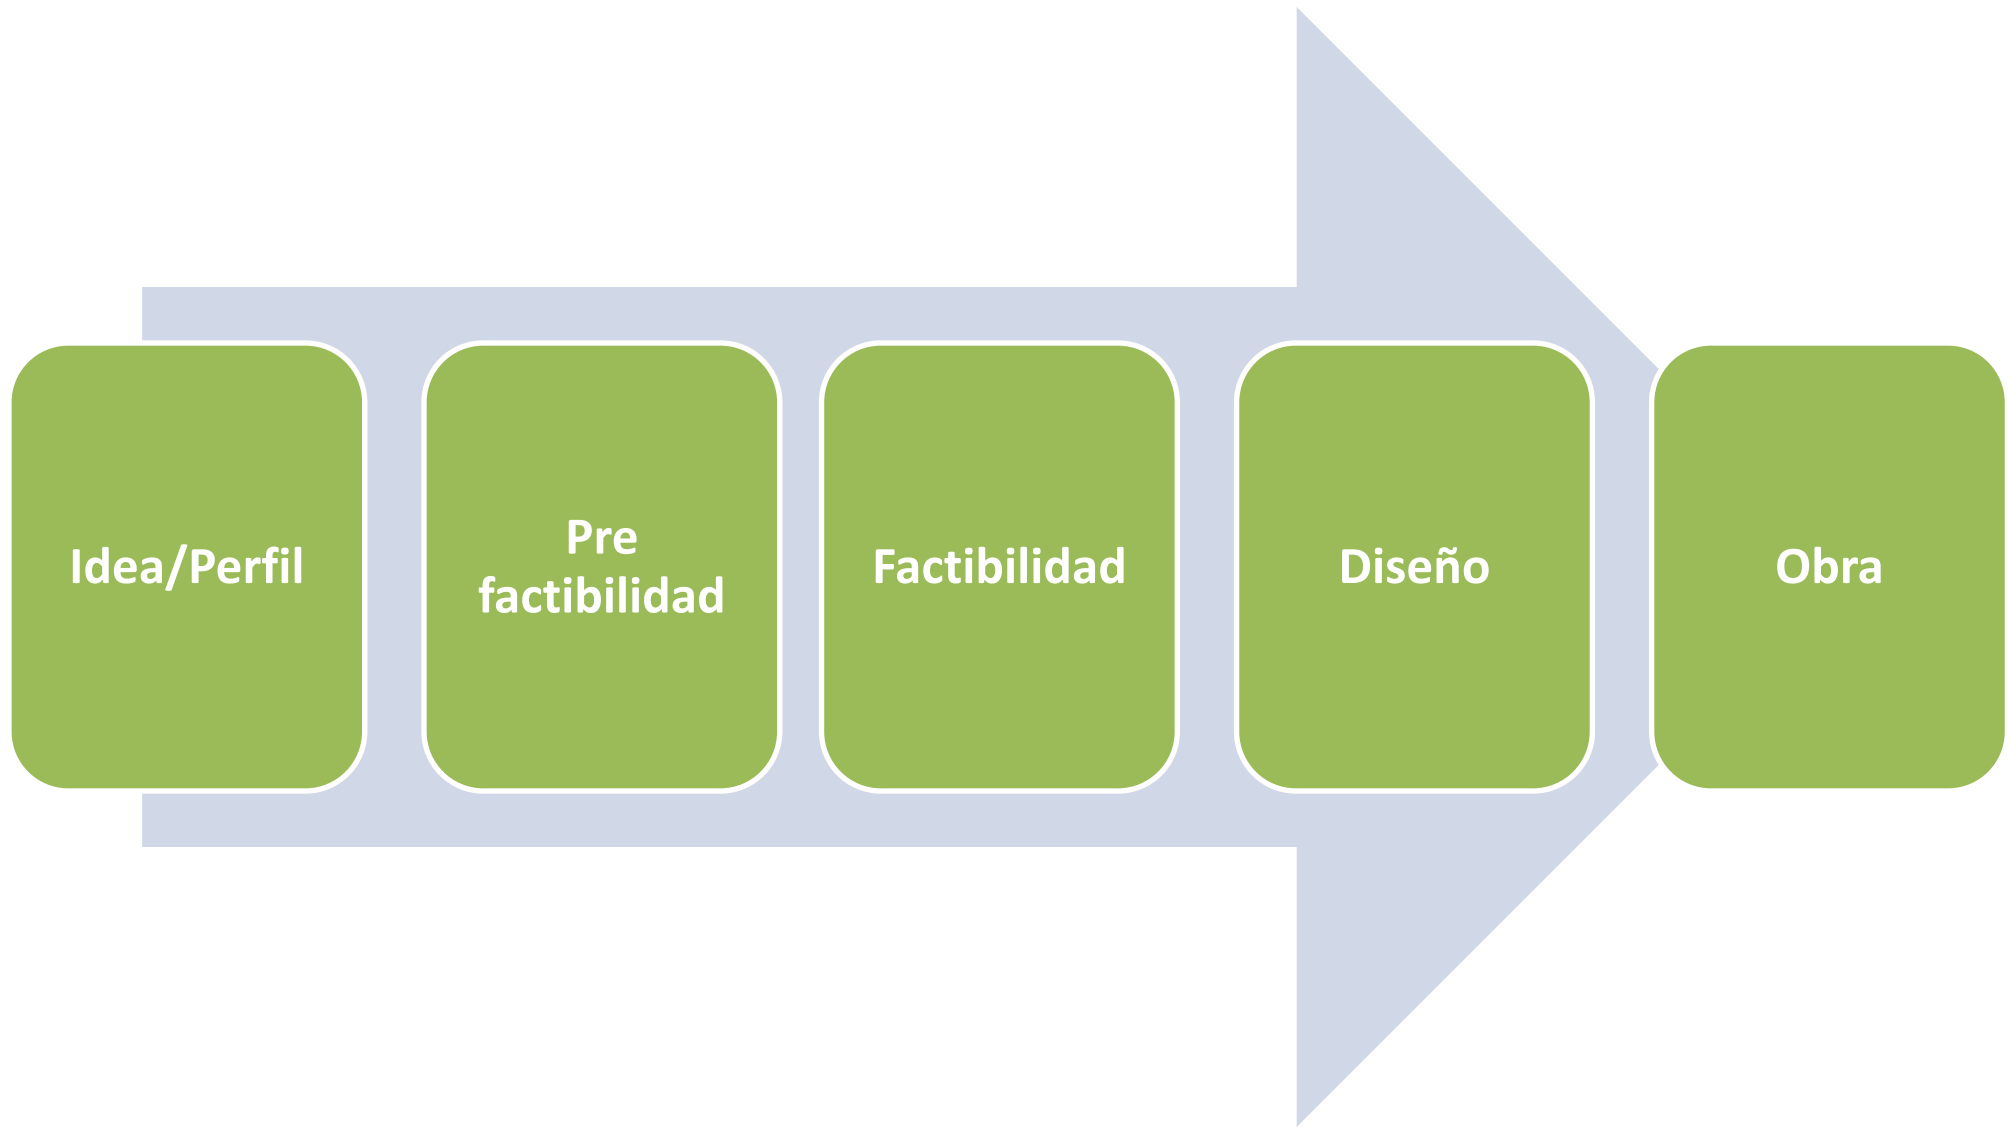 Idea/Perfil
Pre
factibilidad
Factibilidad
Diseño
Obra